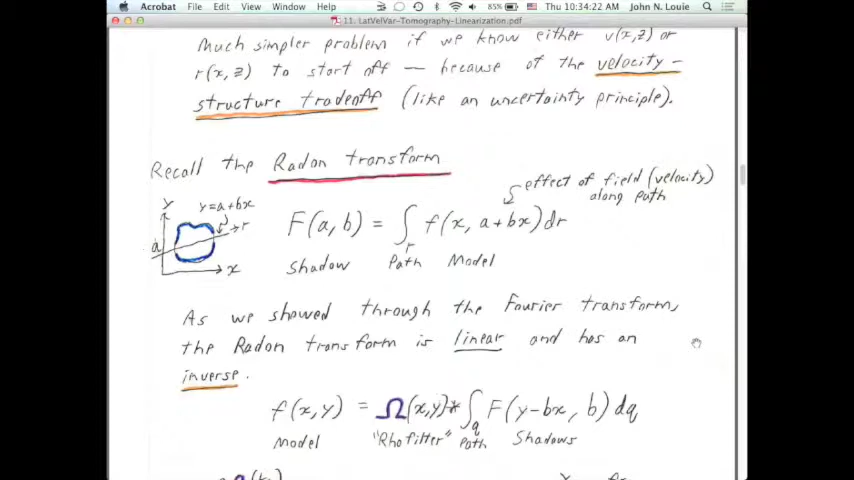 Acrobat File Edit View Window Help 85% Thu 10:34:22 AM John N. Louie
11. LatVelVar-Tomography-Linearization.pdf
Much simpler problem if we know either v(x,z) or
r(x,z) to start off — because of the velocity-
structure tradeoff (like an uncertainty principle).
Recall the Radon transform
effect of field (velocity)
along path
y y=a+bx
r
a
x
F(a,b) = ∫r f(x, a+bx)dr
Shadow Path Model
As we showed through the Fourier transform,
the Radon transform is linear and has an
inverse.
f(x,y) = Ω(x,y)* ∫q F(y-bx, b) dq
Model "Rho filter" Path Shadows